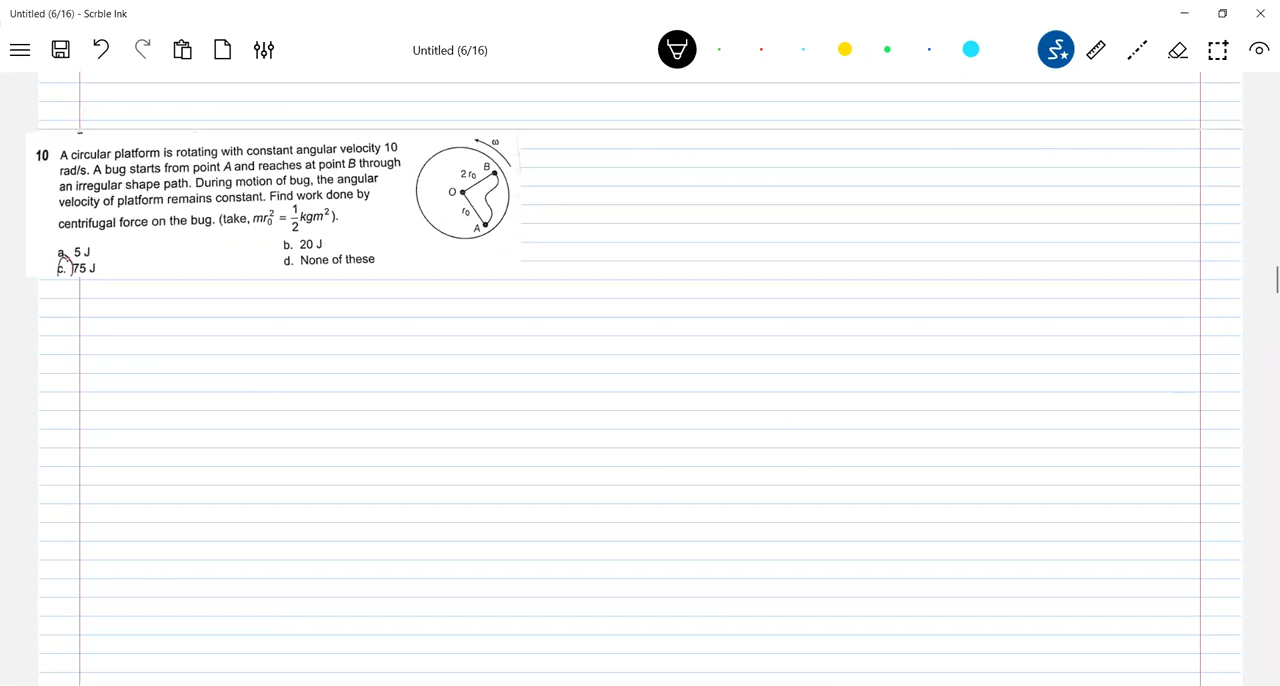 Untitled (6/16) - Scrble Ink
Untitled (6/16)
10 A circular platform is rotating with constant angular velocity 10
rad/s. A bug starts from point A and reaches at point B through
an irregular shape path. During motion of bug, the angular
velocity of platform remains constant. Find work done by
centrifugal force on the bug. (take, mr₀² = 1/2 kgm²).
a. 5 J
b. 20 J
c. 75 J
d. None of these
ω
B
2 r₀
O
r₀
A